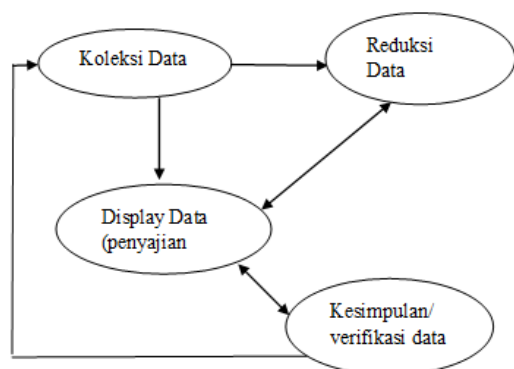 Koleksi Data
Reduksi
Data
Display Data
(penyajian
Kesimpulan/
verifikasi data